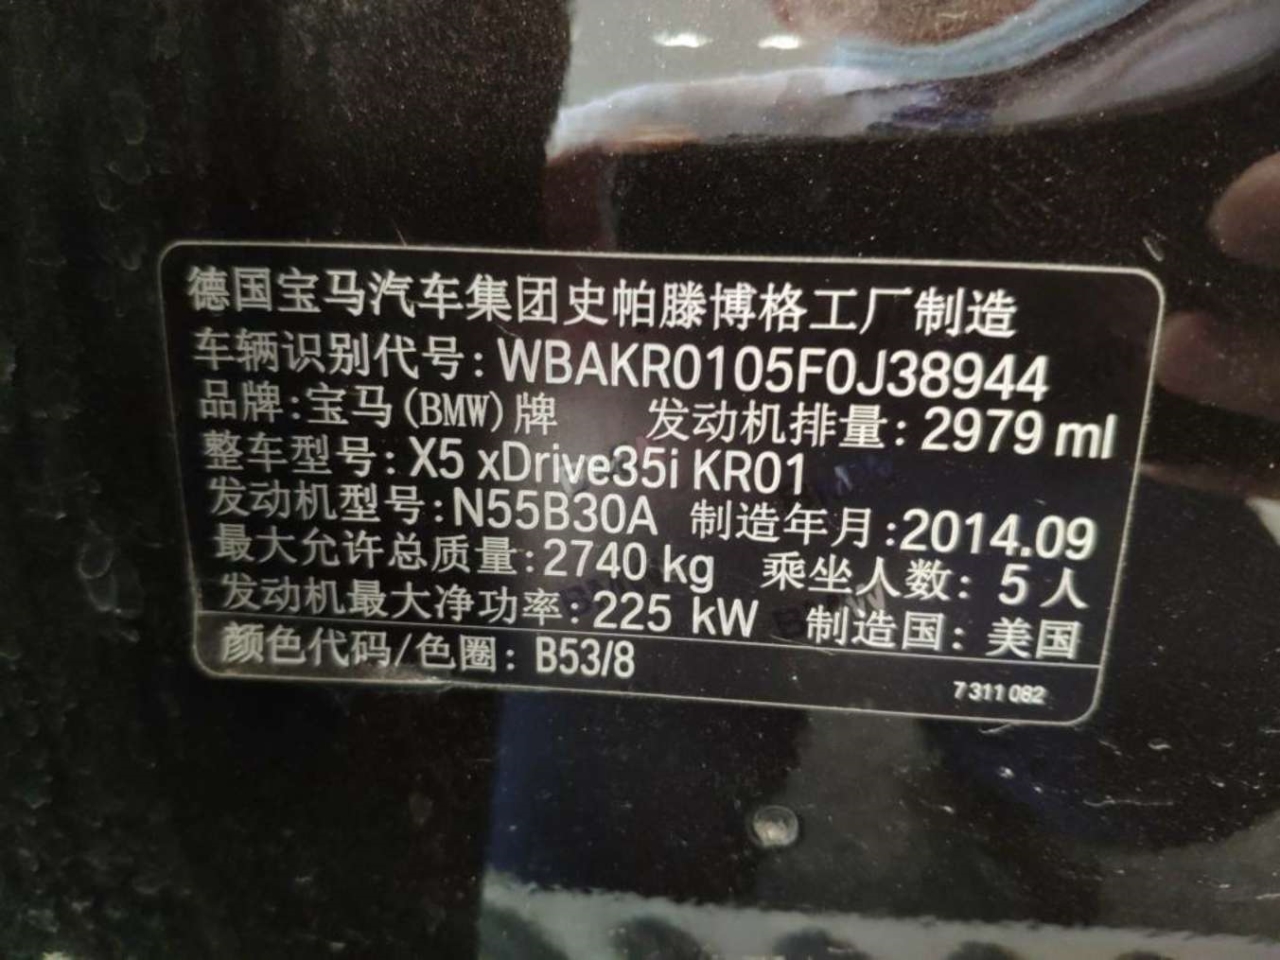 德国宝马汽车集团史帕滕博格工厂制造
车辆识别代号:WBAKR0105F0J38944
品牌:宝马(BMW)牌 发动机排量:2979 ml
整车型号:X5 xDrive35i KR01
发动机型号:N55B30A 制造年月:2014.09
最大允许总质量:2740 kg 乘坐人数:5人
发动机最大净功率:225 kW 制造国:美国
颜色代码/色圈:B53/8
7 311 082